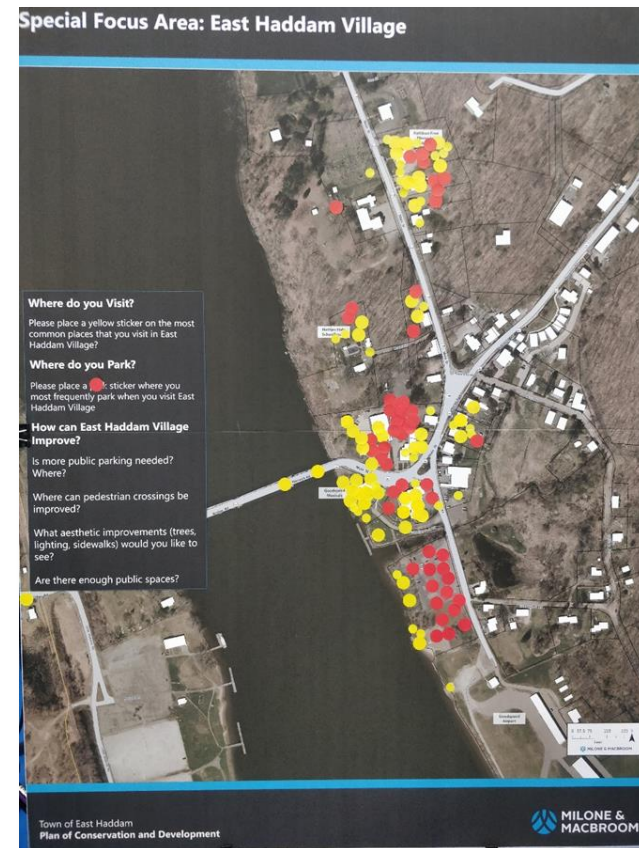 Special Focus Area: East Haddam Village
Where do you Visit?
Please place a yellow sticker on the most
common places that you visit in East
Haddam Village?
Where do you Park?
Please place a sticker where you
most frequently park when you visit East
Haddam Village
How can East Haddam Village
Improve?
Is more public parking needed?
Where?
Where can pedestrian crossings be
improved?
What aesthetic improvements (trees,
lighting, sidewalks) would you like to
see?
Are there enough public spaces?
MILONE & MACBROOM
Town of East Haddam
Plan of Conservation and Development
MILONE &
MACBROOM